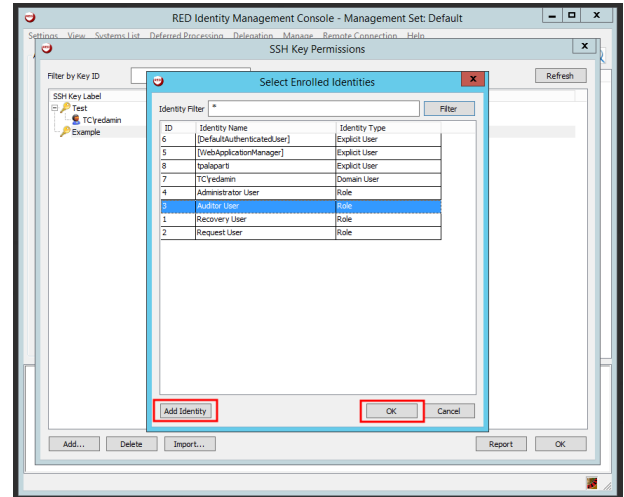 RED Identity Management Console - Management Set: Default
Settings View Systems List Deferred Processing Delegation Manage Remote Connection Help
SSH Key Permissions
Filter by Key ID
Refresh
SSH Key Label
Test
TC\redamin
Example
Select Enrolled Identities
Identity Filter * Filter
ID Identity Name Identity Type
6 [DefaultAuthenticatedUser] Explicit User
5 [WebApplicationManager] Explicit User
8 tpalaparti Explicit User
7 TC\redamin Domain User
4 Administrator User Role
3 Auditor User Role
1 Recovery User Role
2 Request User Role
Add Identity OK Cancel
Add... Delete Import... Report OK